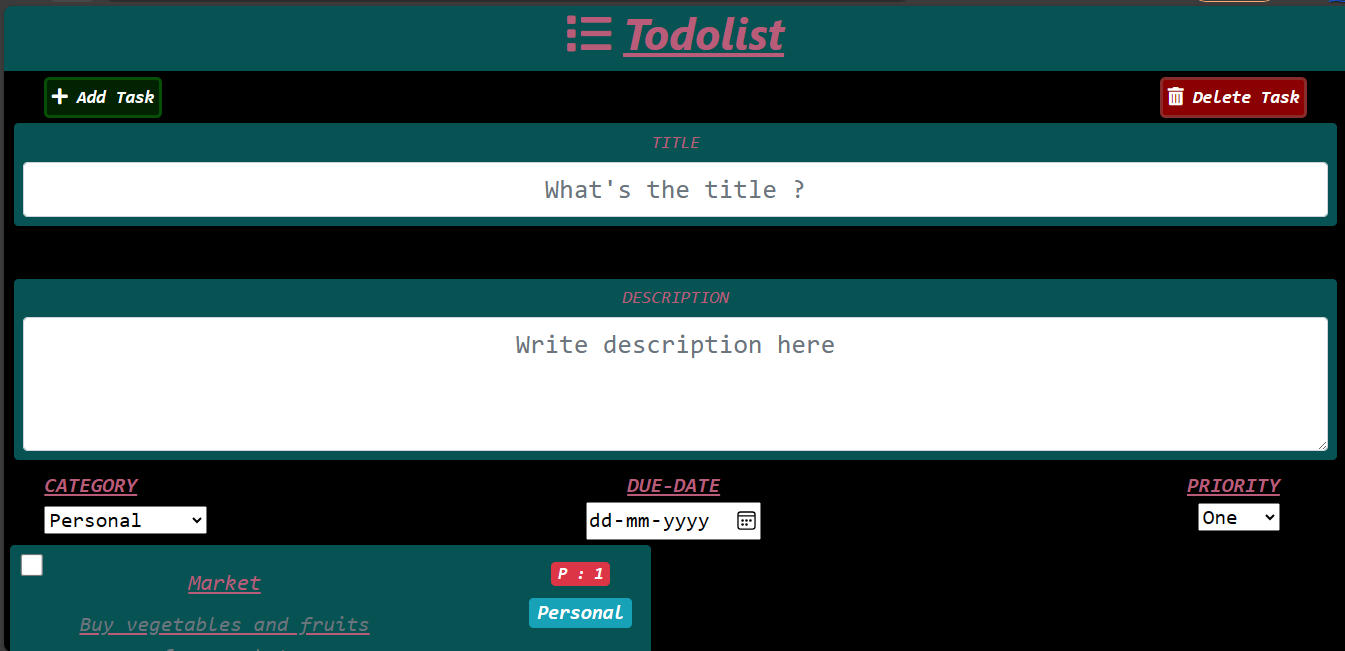 Todolist
Add Task
Delete Task
TITLE
What's the title ?
DESCRIPTION
Write description here
CATEGORY
DUE-DATE
PRIORITY
Personal
dd-mm-yyyy
One
Market
P : 1
Personal
Buy vegetables and fruits